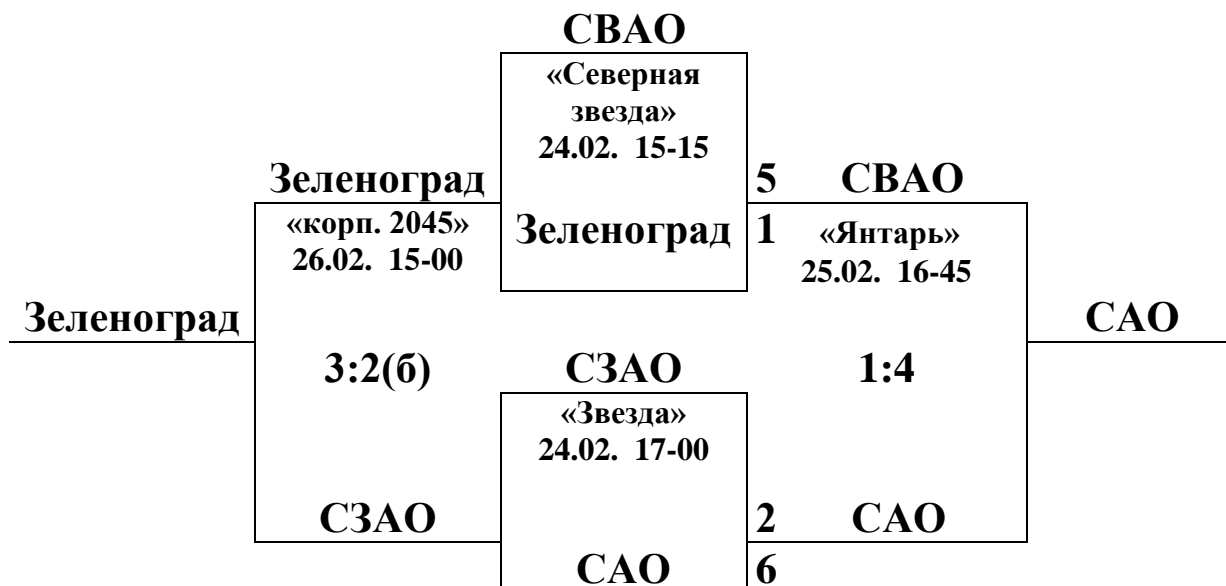 СВАО
«Северная
звезда»
24.02. 15-15
Зеленоград
5
СВАО
«корп. 2045»
26.02. 15-00
Зеленоград
1
«Янтарь»
25.02. 16-45
Зеленоград
САО
3:2(б)
СЗАО
1:4
«Звезда»
24.02. 17-00
СЗАО
2
САО
САО
6